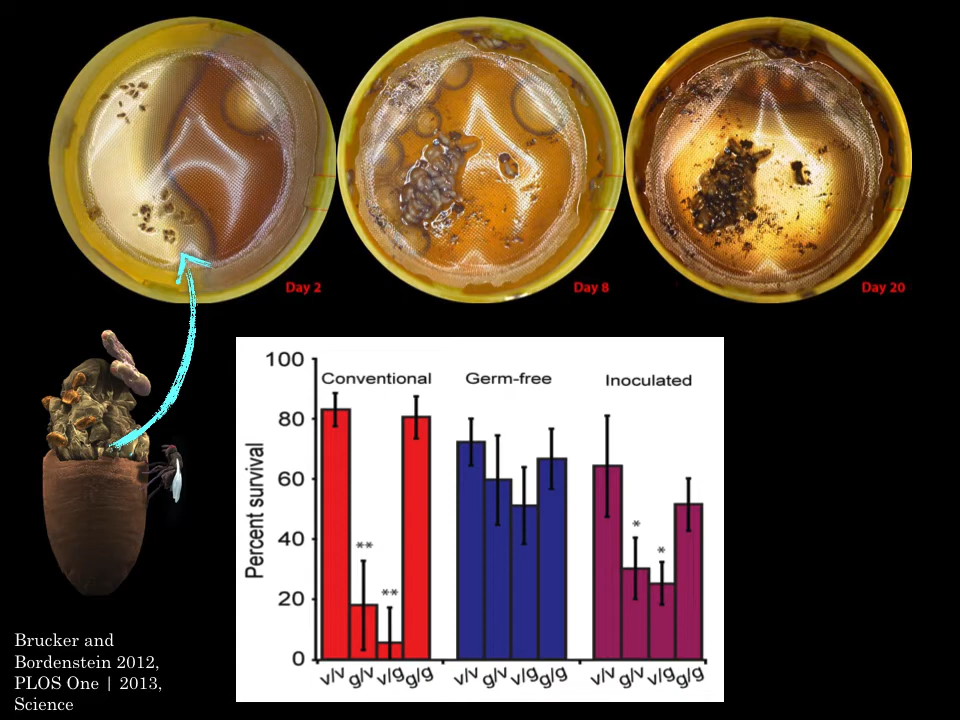 Day 2
Day 8
Day 20
Conventional
Germ-free
Inoculated
Percent survival
100
80
60
40
20
0
**
**
*
*
v/v g/v v/g g/g
v/v g/v v/g g/g
v/v g/v v/g g/g
Brucker and
Bordenstein 2012,
PLOS One | 2013,
Science